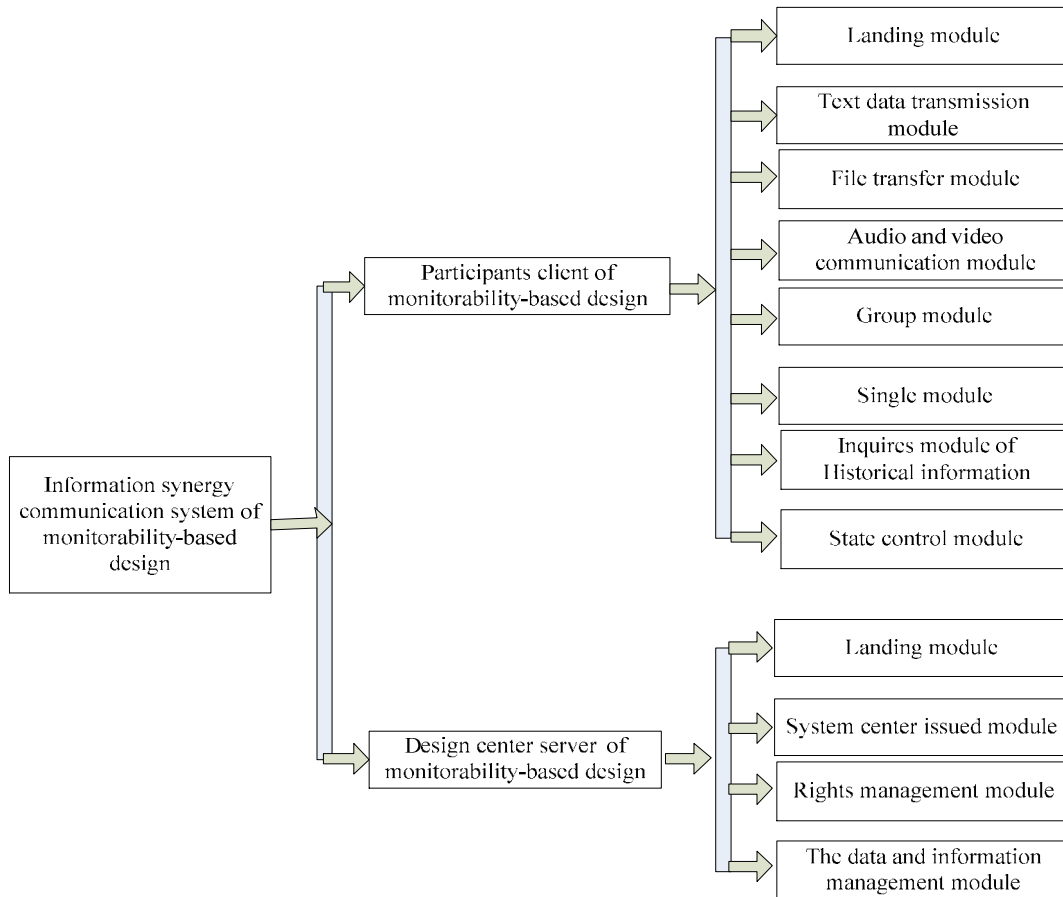 Landing module
Text data transmission
module
File transfer module
Audio and video
communication module
Participants client of
monitorability-based design
Group module
Single module
Inquires module of
Historical information
Information synergy
communication system of
monitorability-based
design
State control module
Landing module
System center issued module
Design center server of
monitorability-based design
Rights management module
The data and information
management module